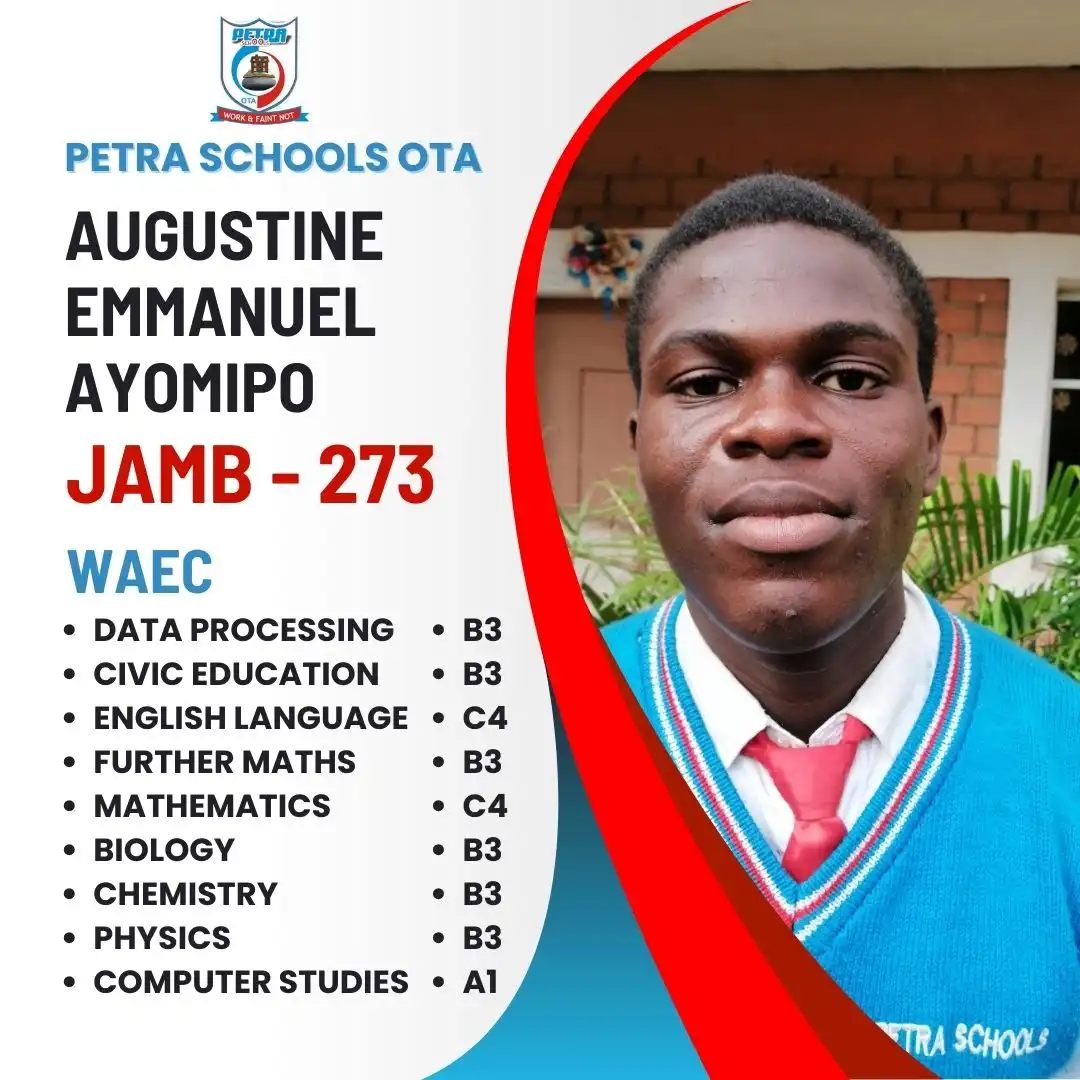 PETRA
SCHOOLS
OTA
WORK & FAINT NOT
PETRA SCHOOLS OTA
AUGUSTINE
EMMANUEL
AYOMIPO
JAMB - 273
WAEC
• DATA PROCESSING • B3
• CIVIC EDUCATION • B3
• ENGLISH LANGUAGE • C4
• FURTHER MATHS • B3
• MATHEMATICS • C4
• BIOLOGY • B3
• CHEMISTRY • B3
• PHYSICS • B3
• COMPUTER STUDIES • A1
PETRA SCHOOLS